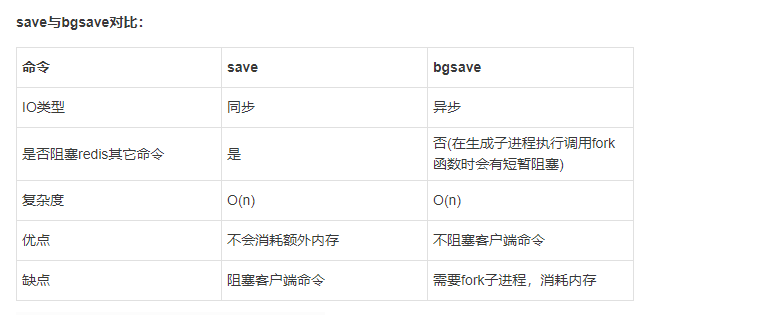 save与bgsave对比：
命令 save bgsave
IO类型 同步 异步
是否阻塞redis其它命令 是 否(在生成子进程执行调用fork
函数时会有短暂阻塞)
复杂度 O(n) O(n)
优点 不会消耗额外内存 不阻塞客户端命令
缺点 阻塞客户端命令 需要fork子进程，消耗内存